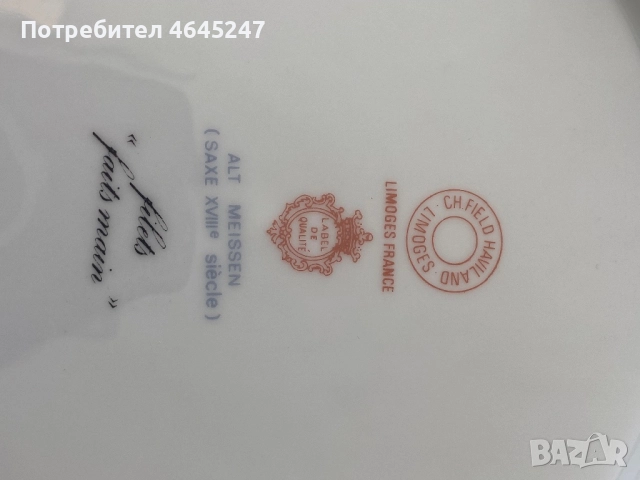 Потребител 4645247
CH.FIELD HAVILAND
LIMOGES
LIMOGES FRANCE
LABEL
DE
QUALITÉ
ALT MEISSEN
(SAXE XVIIIe siècle)
" filets
faits main "
BAZAR